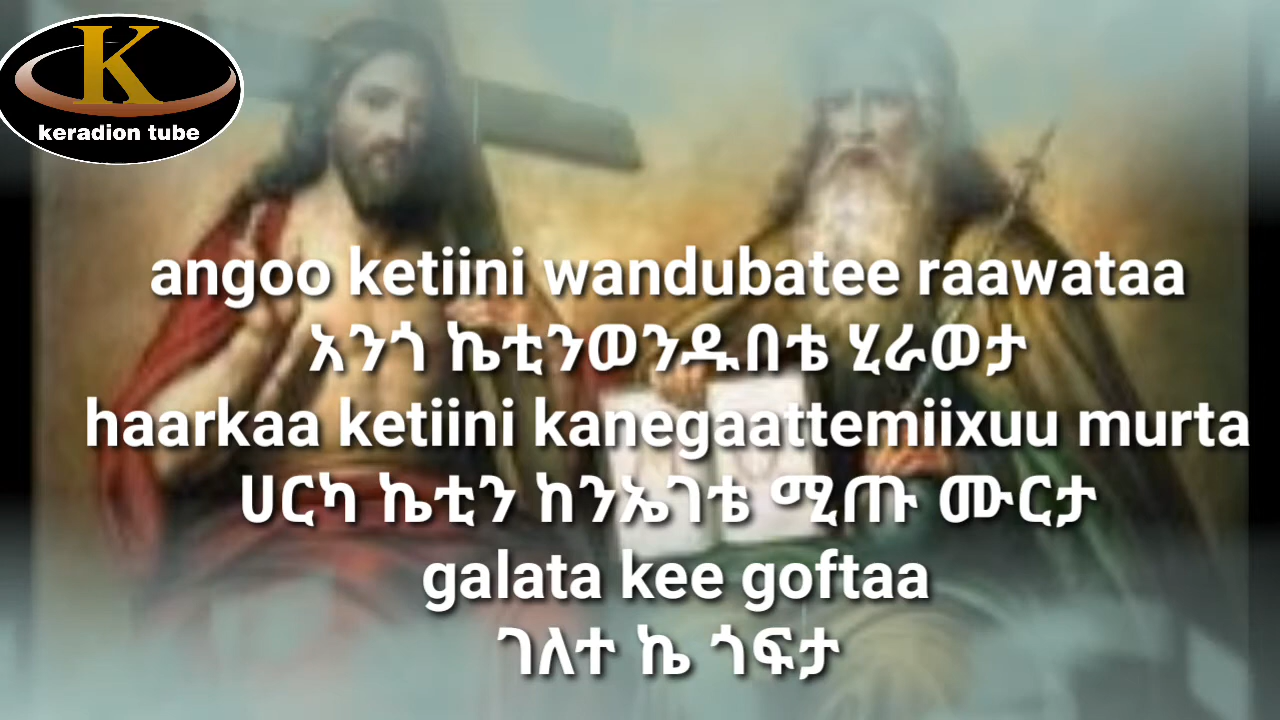 K
keradion tube
angoo ketiini wandubatee raawataa
አንጎ ኬቲንወንዱበቴ ሂራወታ
haarkaa ketiini kanegaattemiixuu murta
ሀርካ ኬቲን ከንኤገቴ ሚጡ ሙርታ
galata kee goftaa
ገለተ ኬ ጎፍታ